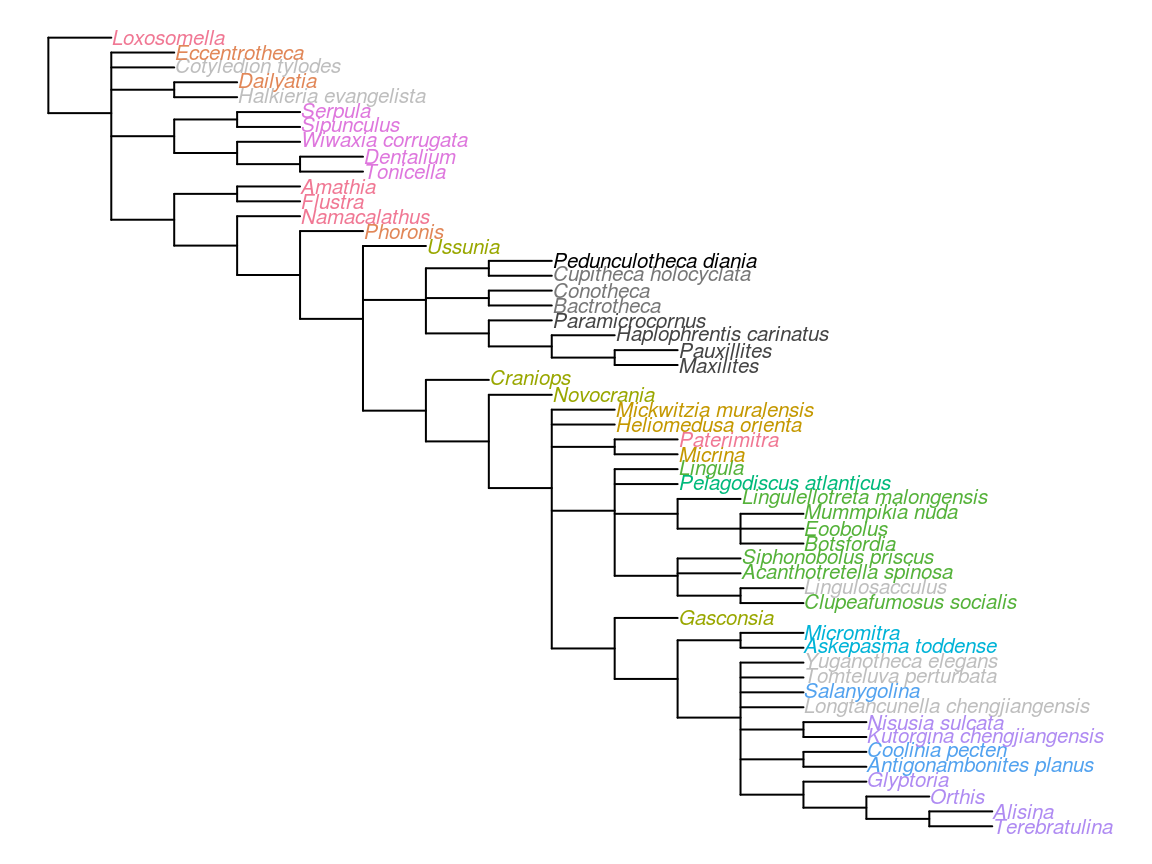 Loxosomella
Eccentrotheca
Cotyledion tylodes
Dailyatia
Halkieria evangelista
Serpula
Sipunculus
Wiwaxia corrugata
Dentalium
Tonicella
Amathia
Flustra
Namacalathus
Phoronis
Ussunia
Pedunculotheca diania
Cupitheca holocyclata
Conotheca
Bactrotheca
Paramicrocornus
Haplophrentis carinatus
Pauxillites
Maxilites
Craniops
Novocrania
Mickwitzia muralensis
Heliomedusa orienta
Paterimitra
Micrina
Lingula
Pelagodiscus atlanticus
Lingulellotreta malongensis
Mummpikia nuda
Eoobolus
Botsfordia
Siphonobolus priscus
Acanthotretella spinosa
Lingulosacculus
Clupeafumosus socialis
Gasconsia
Micromitra
Askepasma toddense
Yuganotheca elegans
Tomteluva perturbata
Salanygolina
Longtancunella chengjiangensis
Nisusia sulcata
Kutorgina chengjiangensis
Coolinia pecten
Antigonambonites planus
Glyptoria
Orthis
Alisina
Terebratulina